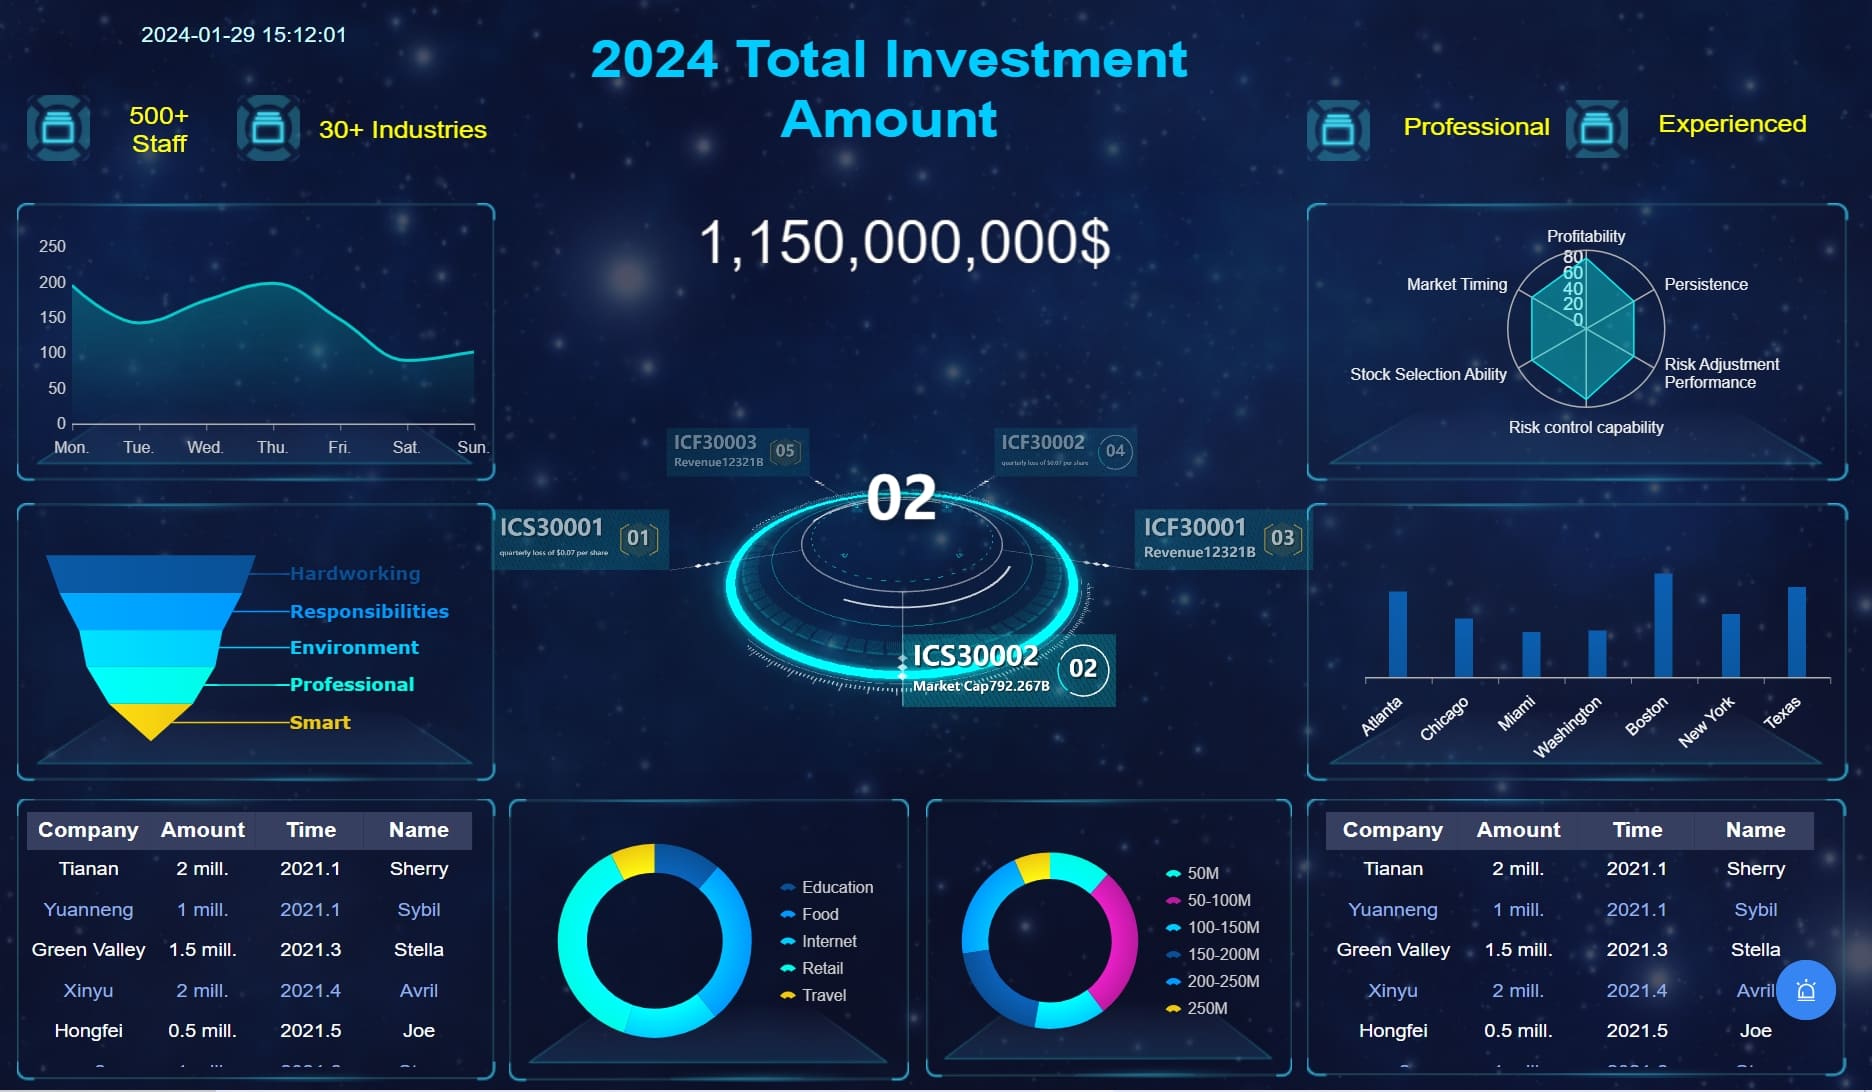 2024-01-29 15:12:01
2024 Total Investment
Amount
500+
Staff
30+ Industries
Professional
Experienced
1,150,000,000$
250
200
150
100
50
0
Mon. Tue. Wed. Thu. Fri. Sat. Sun.
Profitability
80
60
40
20
0
Market Timing
Persistence
Stock Selection Ability
Risk Adjustment
Performance
Risk control capability
ICF30003
Revenue12321B
05
ICF30002
quarterly loss of $0.07 per share
04
02
ICS30001
quarterly loss of $0.07 per share
01
ICF30001
Revenue12321B
03
ICS30002
Market Cap792.267B
02
Hardworking
Responsibilities
Environment
Professional
Smart
Atlanta Chicago Miami Washington Boston New York Texas
Company Amount Time Name
Tianan 2 mill. 2021.1 Sherry
Yuanneng 1 mill. 2021.1 Sybil
Green Valley 1.5 mill. 2021.3 Stella
Xinyu 2 mill. 2021.4 Avril
Hongfei 0.5 mill. 2021.5 Joe
Education
Food
Internet
Retail
Travel
50M
50-100M
100-150M
150-200M
200-250M
250M
Company Amount Time Name
Tianan 2 mill. 2021.1 Sherry
Yuanneng 1 mill. 2021.1 Sybil
Green Valley 1.5 mill. 2021.3 Stella
Xinyu 2 mill. 2021.4 Avril
Hongfei 0.5 mill. 2021.5 Joe